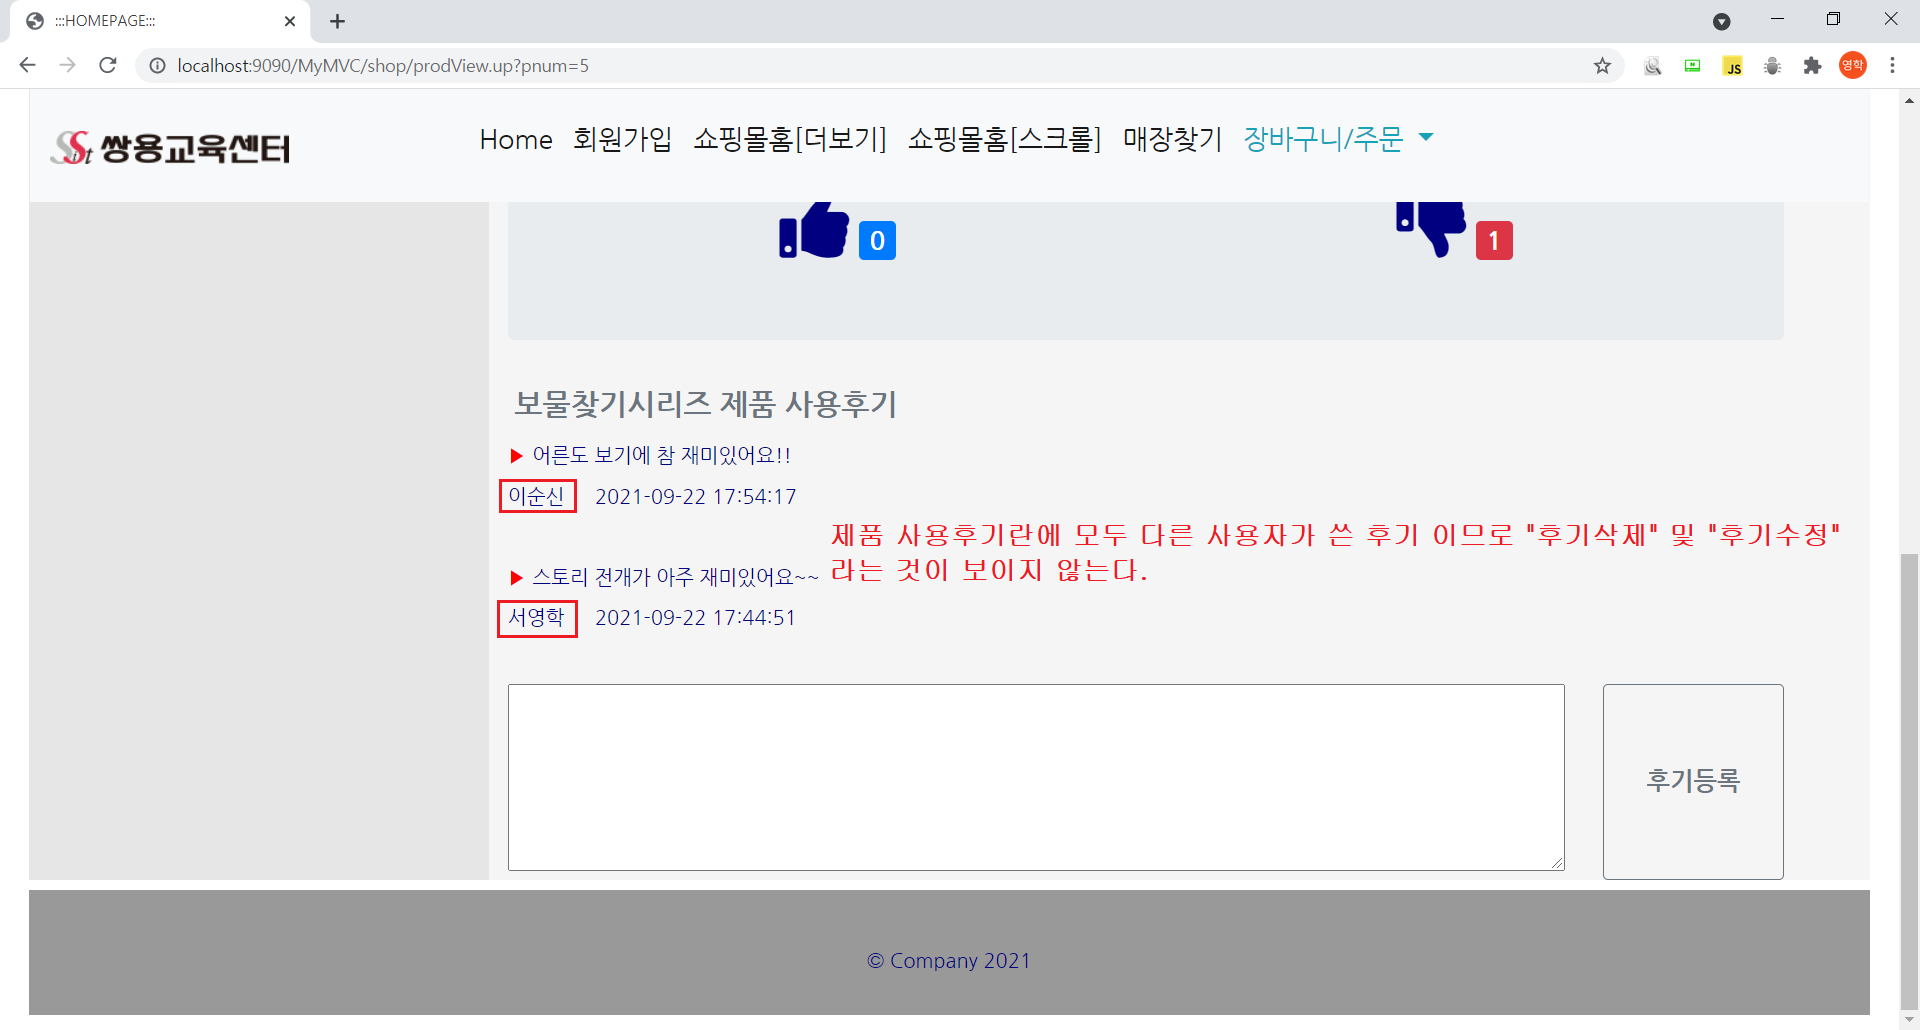 :::HOMEPAGE:::
localhost:9090/MyMVC/shop/prodView.up?pnum=5
JS
영학
SSist 쌍용교육센터
Home 회원가입 쇼핑몰홈[더보기] 쇼핑몰홈[스크롤] 매장찾기 장바구니/주문
0
1
보물찾기시리즈 제품 사용후기
▶ 어른도 보기에 참 재미있어요!!
이순신 2021-09-22 17:54:17
제품 사용후기란에 모두 다른 사용자가 쓴 후기 이므로 "후기삭제" 및 "후기수정"
라는 것이 보이지 않는다.
▶ 스토리 전개가 아주 재미있어요~~
서영학 2021-09-22 17:44:51
후기등록
© Company 2021